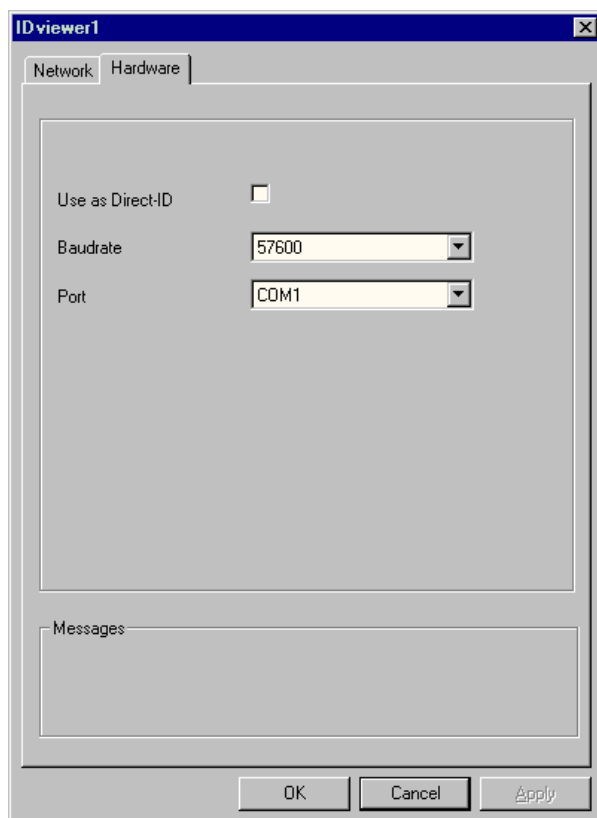 IDviewer1
Network Hardware
Use as Direct-ID
Baudrate 57600
Port COM1
Messages
OK Cancel Apply